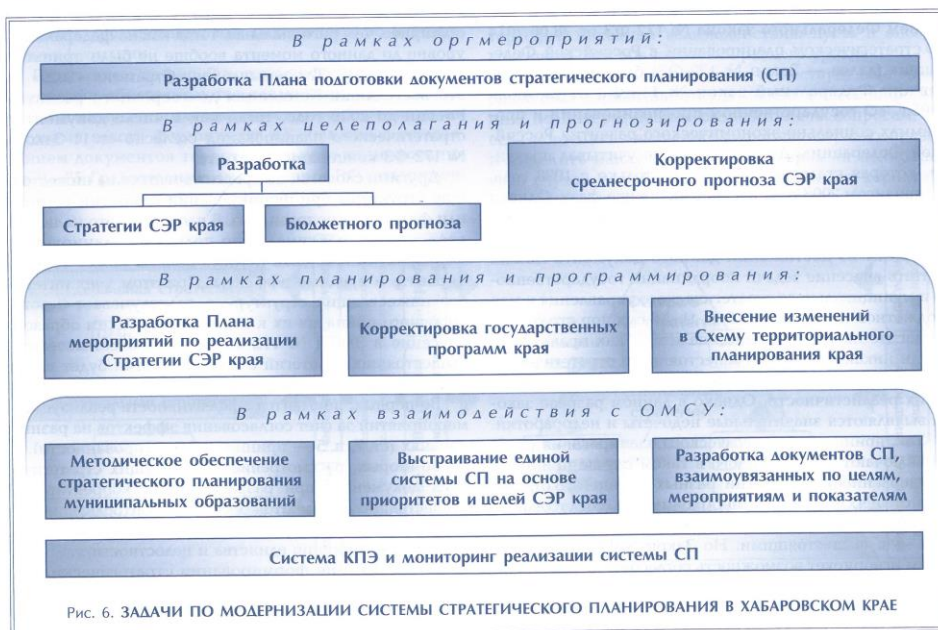 В рамках оргмероприятий:
Разработка Плана подготовки документов стратегического планирования (СП)
В рамках целеполагания и прогнозирования:
Разработка
Стратегии СЭР края
Бюджетного прогноза
Корректировка
среднесрочного прогноза СЭР края
В рамках планирования и программирования:
Разработка Плана
мероприятий по реализации
Стратегии СЭР края
Корректировка государственных
программ края
Внесение изменений
в Схему территориального
планирования края
В рамках взаимодействия с ОМСУ:
Методическое обеспечение
стратегического планирования
муниципальных образований
Выстраивание единой
системы СП на основе
приоритетов и целей СЭР края
Разработка документов СП,
взаимоувязанных по целям,
мероприятиям и показателям
Система КПЭ и мониторинг реализации системы СП
Рис. 6. ЗАДАЧИ ПО МОДЕРНИЗАЦИИ СИСТЕМЫ СТРАТЕГИЧЕСКОГО ПЛАНИРОВАНИЯ В ХАБАРОВСКОМ КРАЕ